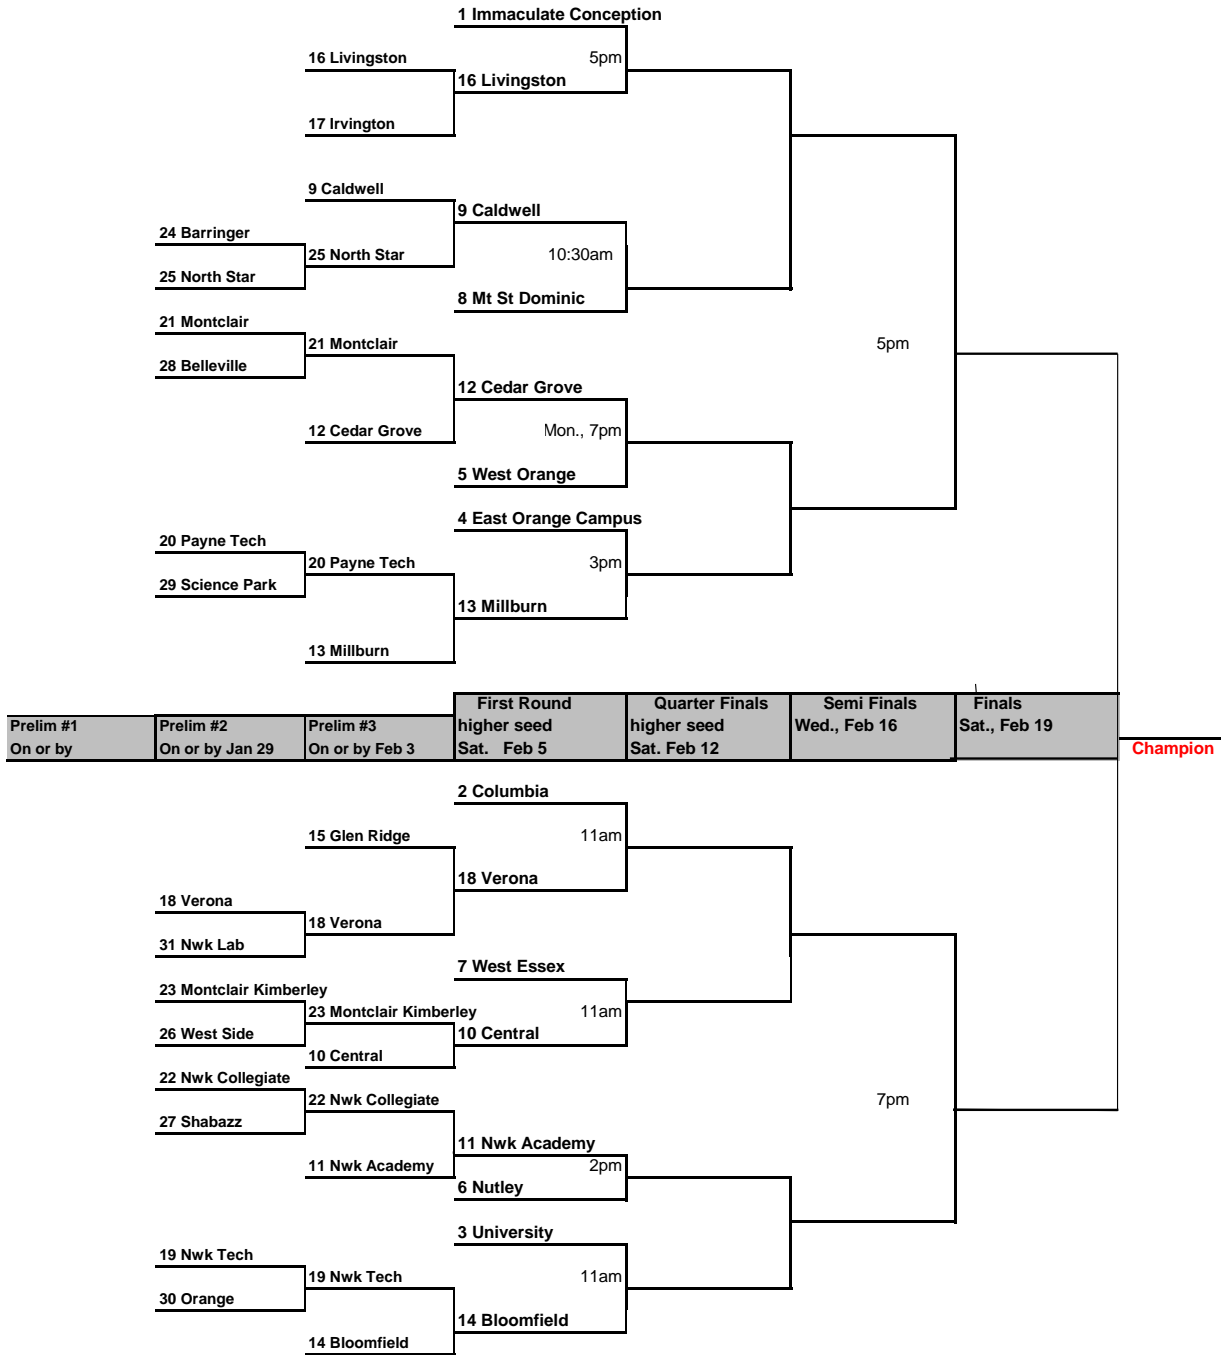 1 Immaculate Conception
16 Livingston
5pm
16 Livingston
17 Irvington
9 Caldwell
9 Caldwell
24 Barringer
25 North Star
10:30am
25 North Star
8 Mt St Dominic
21 Montclair
21 Montclair
5pm
28 Belleville
12 Cedar Grove
12 Cedar Grove
Mon., 7pm
5 West Orange
4 East Orange Campus
20 Payne Tech
20 Payne Tech
3pm
29 Science Park
13 Millburn
13 Millburn
First Round
Quarter Finals
Semi Finals
Finals
Prelim #1
Prelim #2
Prelim #3
higher seed
higher seed
Wed., Feb 16
Sat., Feb 19
On or by
On or by Jan 29
On or by Feb 3
Sat. Feb 5
Sat. Feb 12
Champion
2 Columbia
15 Glen Ridge
11am
18 Verona
18 Verona
18 Verona
31 Nwk Lab
7 West Essex
23 Montclair Kimberley
23 Montclair Kimberley
11am
26 West Side
10 Central
10 Central
22 Nwk Collegiate
22 Nwk Collegiate
7pm
27 Shabazz
11 Nwk Academy
11 Nwk Academy
2pm
6 Nutley
3 University
19 Nwk Tech
19 Nwk Tech
11am
30 Orange
14 Bloomfield
14 Bloomfield